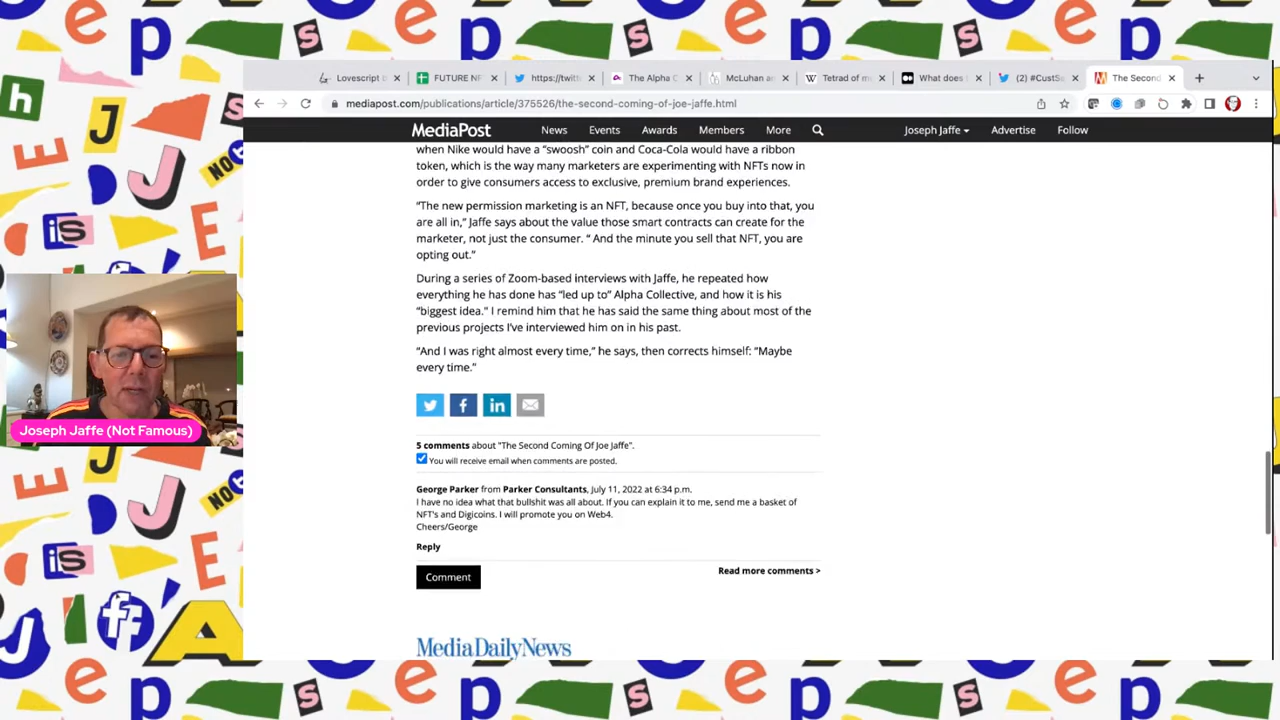 Lovescript d
FUTURE NF
https://twitt
The Alpha C
McLuhan a
Tetrad of m
What does
(2) #CustS
The Second
mediapost.com/publications/article/375526/the-second-coming-of-joe-jaffe.html
MediaPost News Events Awards Members More Joseph Jaffe Advertise Follow
when Nike would have a “swoosh” coin and Coca-Cola would have a ribbon
token, which is the way many marketers are experimenting with NFTs now in
order to give consumers access to exclusive, premium brand experiences.
“The new permission marketing is an NFT, because once you buy into that, you
are all in,” Jaffe says about the value those smart contracts can create for the
marketer, not just the consumer. “ And the minute you sell that NFT, you are
opting out.”
During a series of Zoom-based interviews with Jaffe, he repeated how
everything he has done has “led up to” Alpha Collective, and how it is his
“biggest idea." I remind him that he has said the same thing about most of the
previous projects I’ve interviewed him on in his past.
“And I was right almost every time,” he says, then corrects himself: “Maybe
every time.”
5 comments about "The Second Coming Of Joe Jaffe".
You will receive email when comments are posted.
George Parker from Parker Consultants, July 11, 2022 at 6:34 p.m.
I have no idea what that bullshit was all about. If you can explain it to me, send me a basket of
NFT's and Digicoins. I will promote you on Web4.
Cheers/George
Reply
Read more comments >
Comment
MediaDailyNews
Joseph Jaffe (Not Famous)